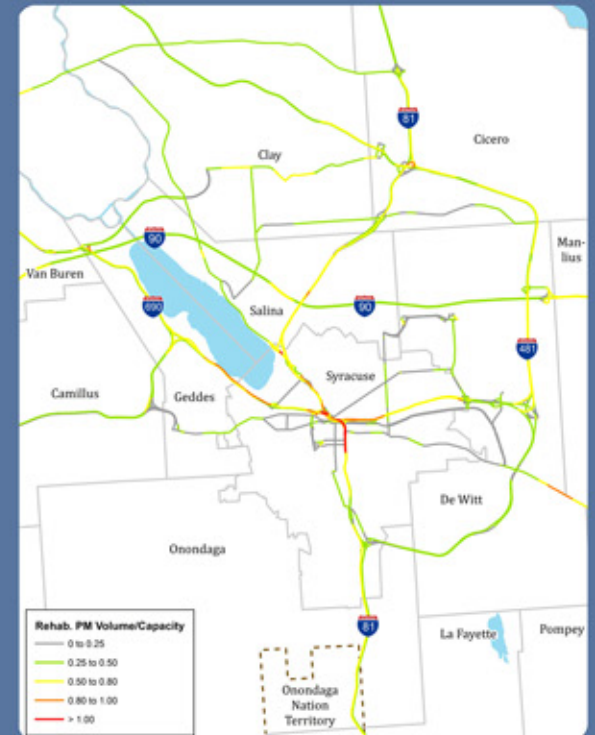 81
Cicero
Clay
90
Man-
lius
Van Buren
690
Salina
90
481
Syracuse
Camillus
Geddes
De Witt
Onondaga
81
La Fayette
Pompey
Onondaga
Nation
Territory
Rehab. PM Volume/Capacity
0 to 0.25
0.25 to 0.50
0.50 to 0.80
0.80 to 1.00
> 1.00